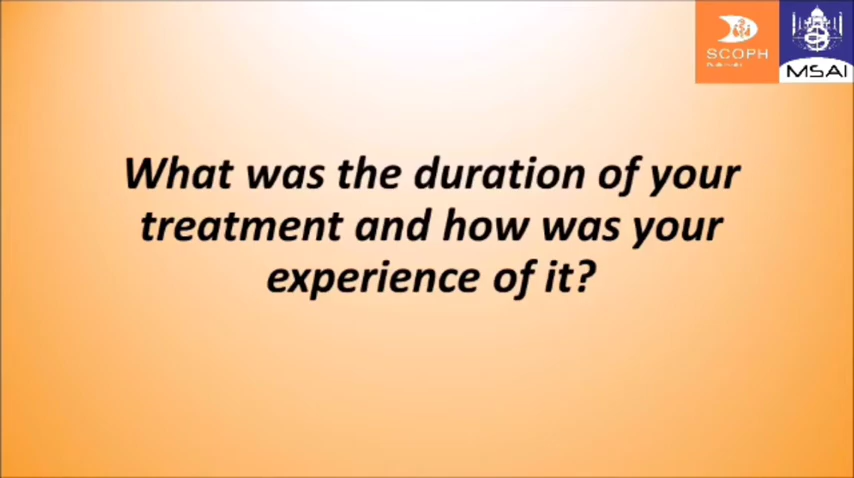 SCOPH
MSAI
What was the duration of your
treatment and how was your
experience of it?